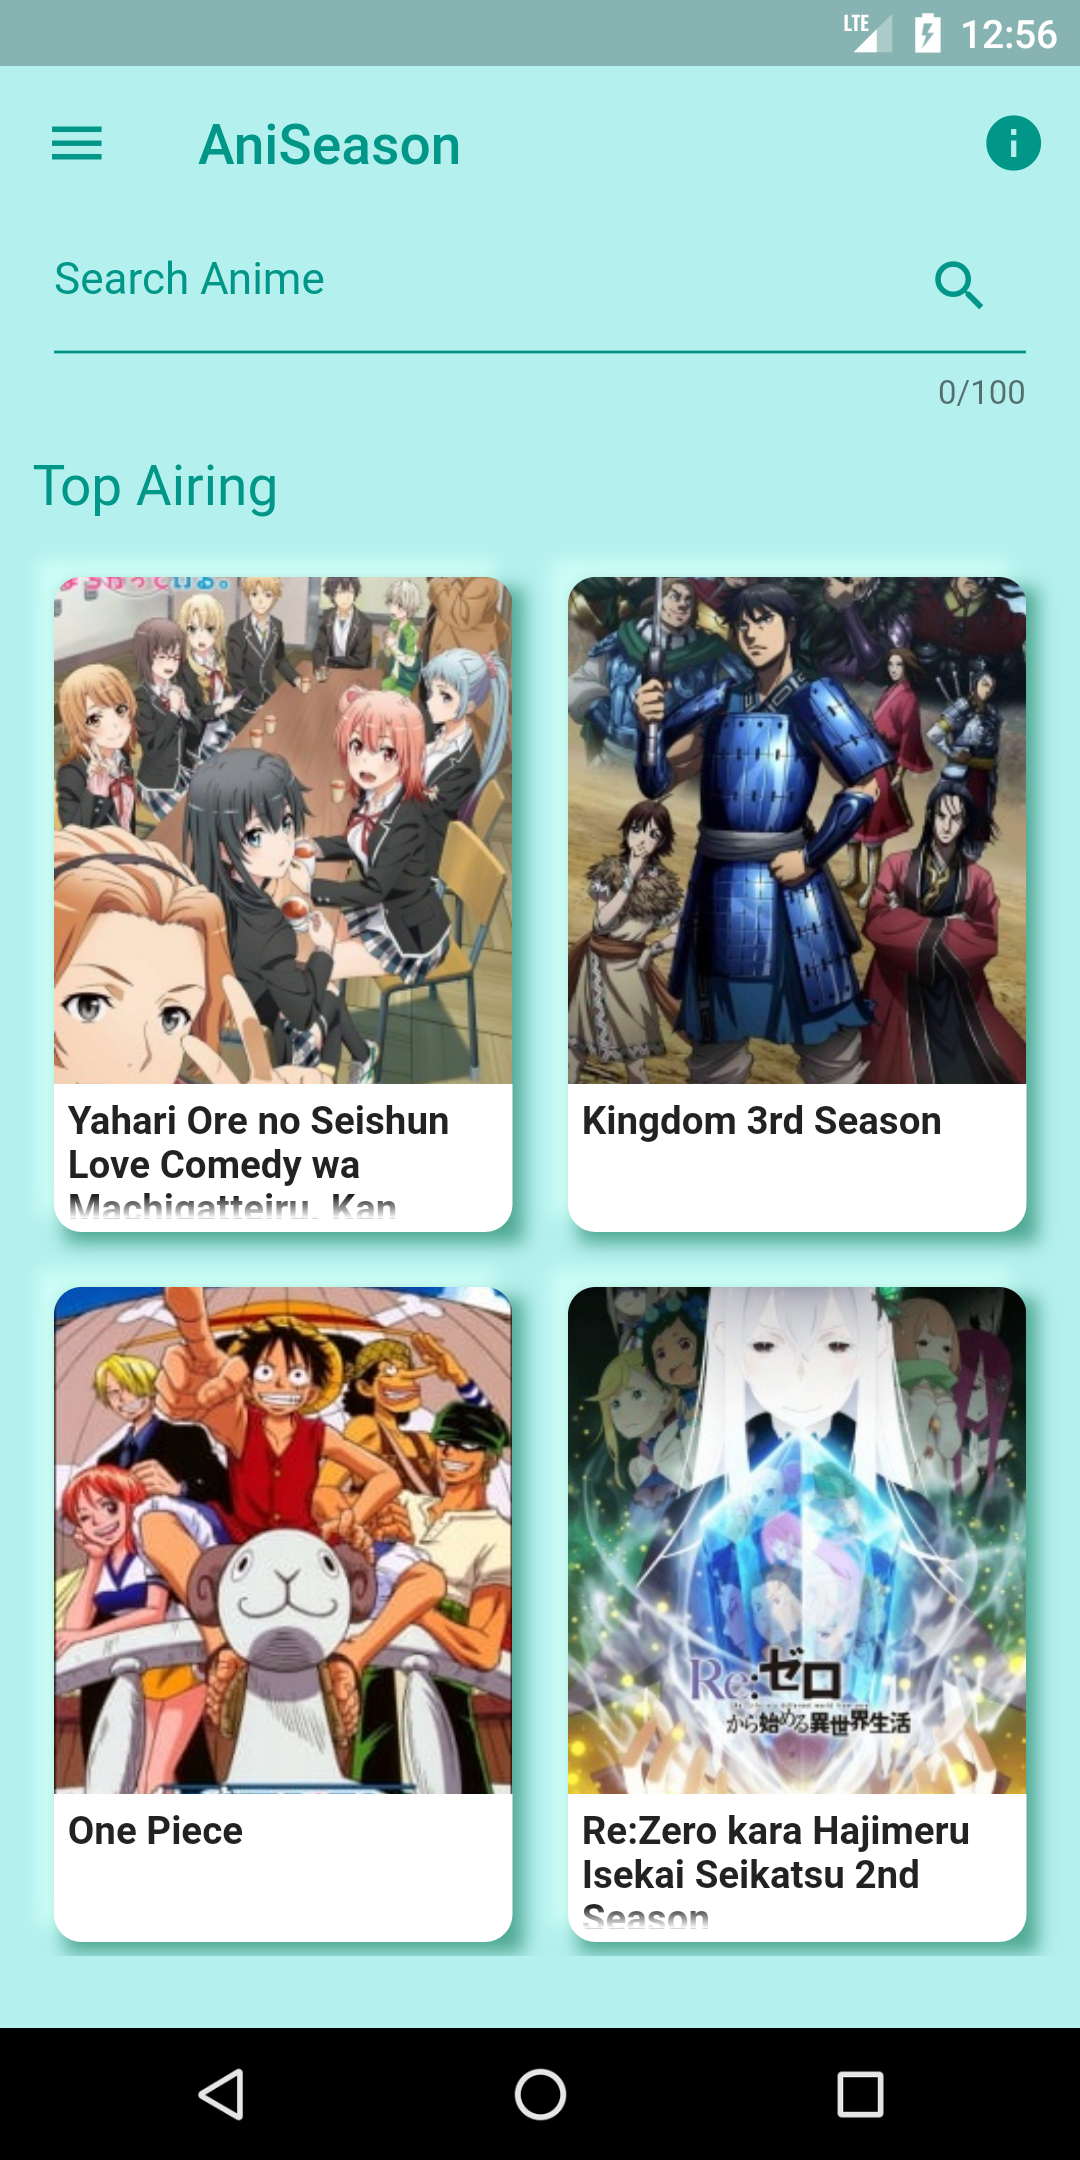 LTE 12:56
AniSeason
Search Anime
0/100
Top Airing
Yahari Ore no Seishun
Love Comedy wa
Machigatteiru. Kan
Kingdom 3rd Season
Re:ゼロ
から始める異世界生活
One Piece
Re:Zero kara Hajimeru
Isekai Seikatsu 2nd
Season